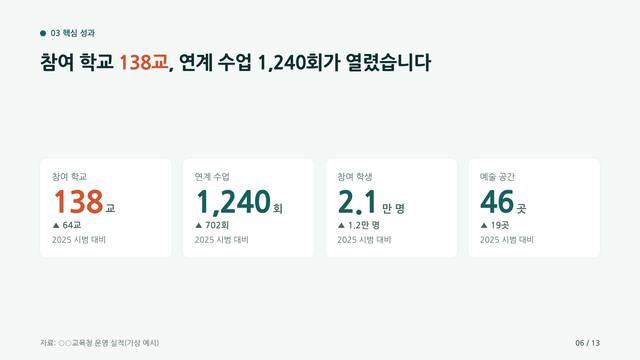 03 핵심 성과
참여 학교 138교, 연계 수업 1,240회가 열렸습니다
참여 학교
138교
▲ 64교
2025 시범 대비
연계 수업
1,240회
▲ 702회
2025 시범 대비
참여 학생
2.1만 명
▲ 1.2만 명
2025 시범 대비
예술 공간
46곳
▲ 19곳
2025 시범 대비
자료: ○○교육청 운영 실적(가상 예시)
06 / 13